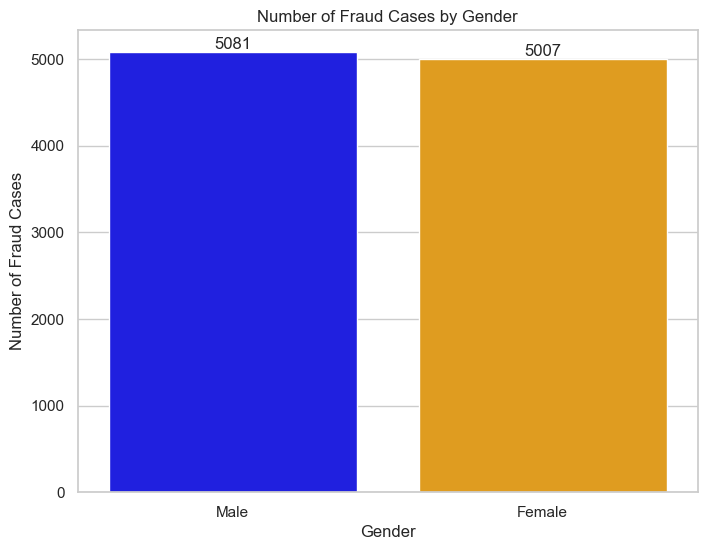 Number of Fraud Cases by Gender
5081
5007
5000
4000
3000
2000
1000
0
Number of Fraud Cases
Male
Female
Gender